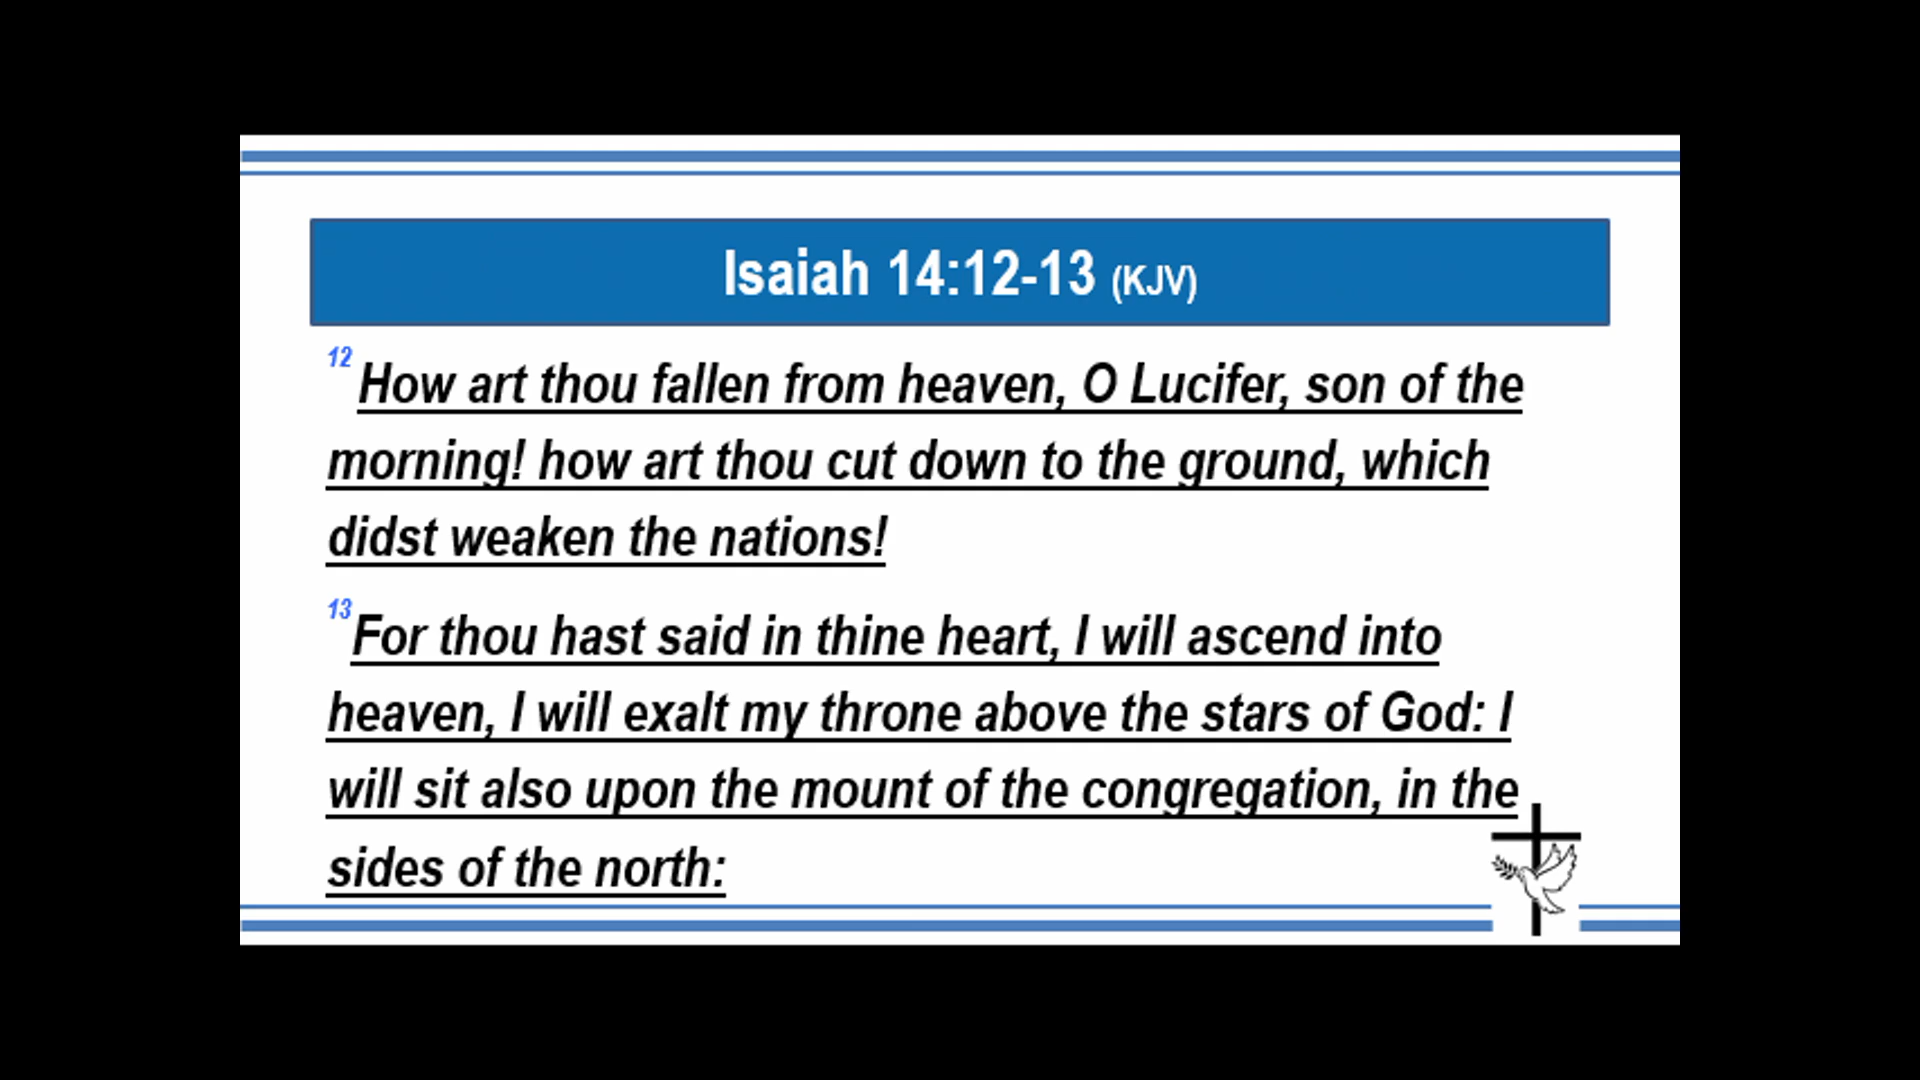 Isaiah 14:12-13 (KJV)
12 How art thou fallen from heaven, O Lucifer, son of the
morning! how art thou cut down to the ground, which
didst weaken the nations!
13 For thou hast said in thine heart, I will ascend into
heaven, I will exalt my throne above the stars of God: I
will sit also upon the mount of the congregation, in the
sides of the north: